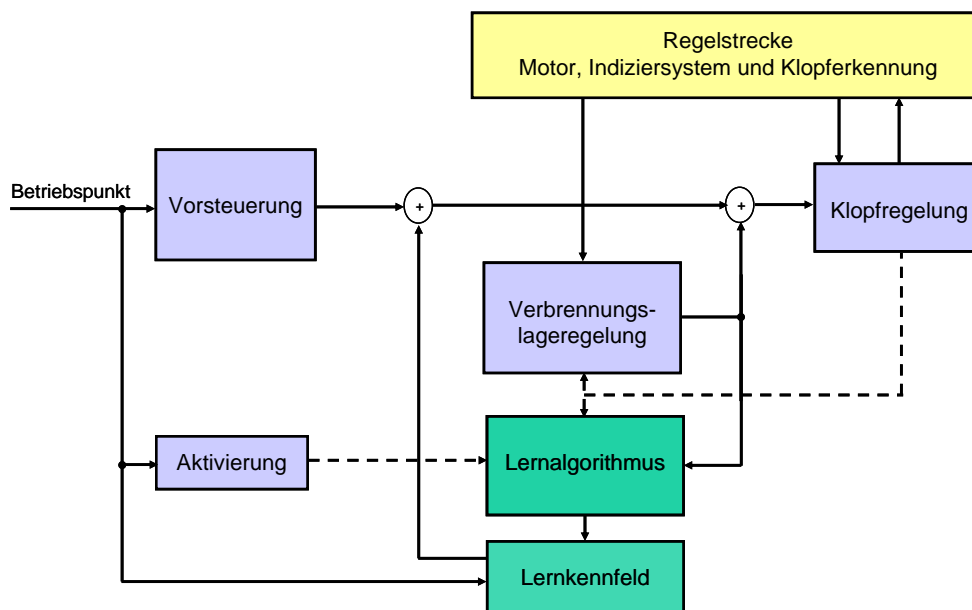 Regelstrecke
Motor, Indiziersystem und Klopferkennung
Betriebspunkt
Vorsteuerung
+
+
Klopfregelung
Verbrennungs-
lageregelung
Aktivierung
Lernalgorithmus
Lernkennfeld